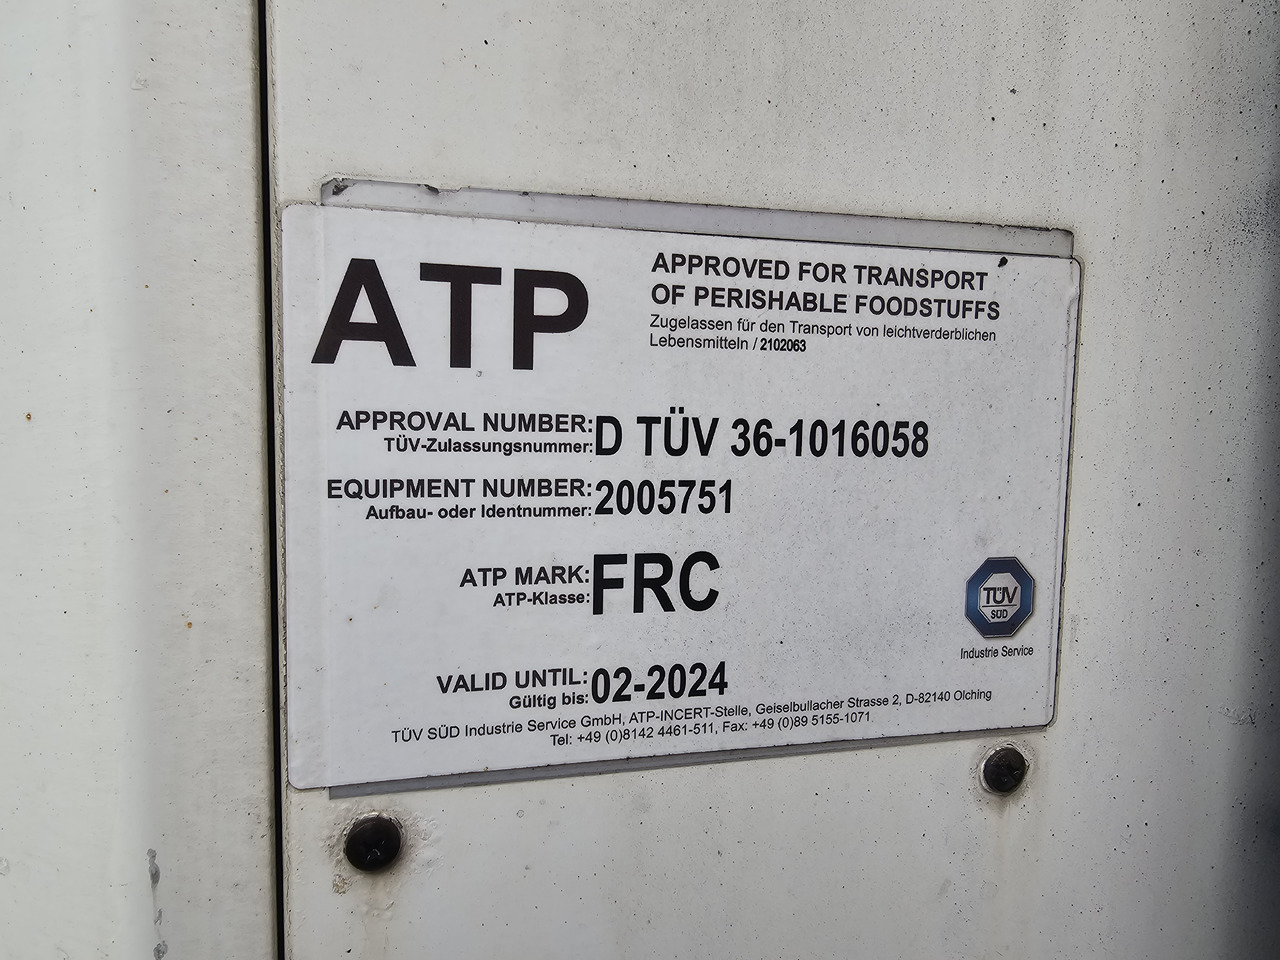 ATP
APPROVED FOR TRANSPORT
OF PERISHABLE FOODSTUFFS
Zugelassen für den Transport von leichtverderblichen
Lebensmitteln / 2102063
APPROVAL NUMBER: D TÜV 36-1016058
TÜV-Zulassungsnummer:
EQUIPMENT NUMBER: 2005751
Aufbau- oder Identnummer:
ATP MARK: FRC
ATP-Klasse:
TÜV
SÜD
Industrie Service
VALID UNTIL: 02-2024
Gültig bis:
TÜV SÜD Industrie Service GmbH, ATP-INCERT-Stelle, Geiselbullacher Strasse 2, D-82140 Olching
Tel: +49 (0)8142 4461-511, Fax: +49 (0)89 5155-1071